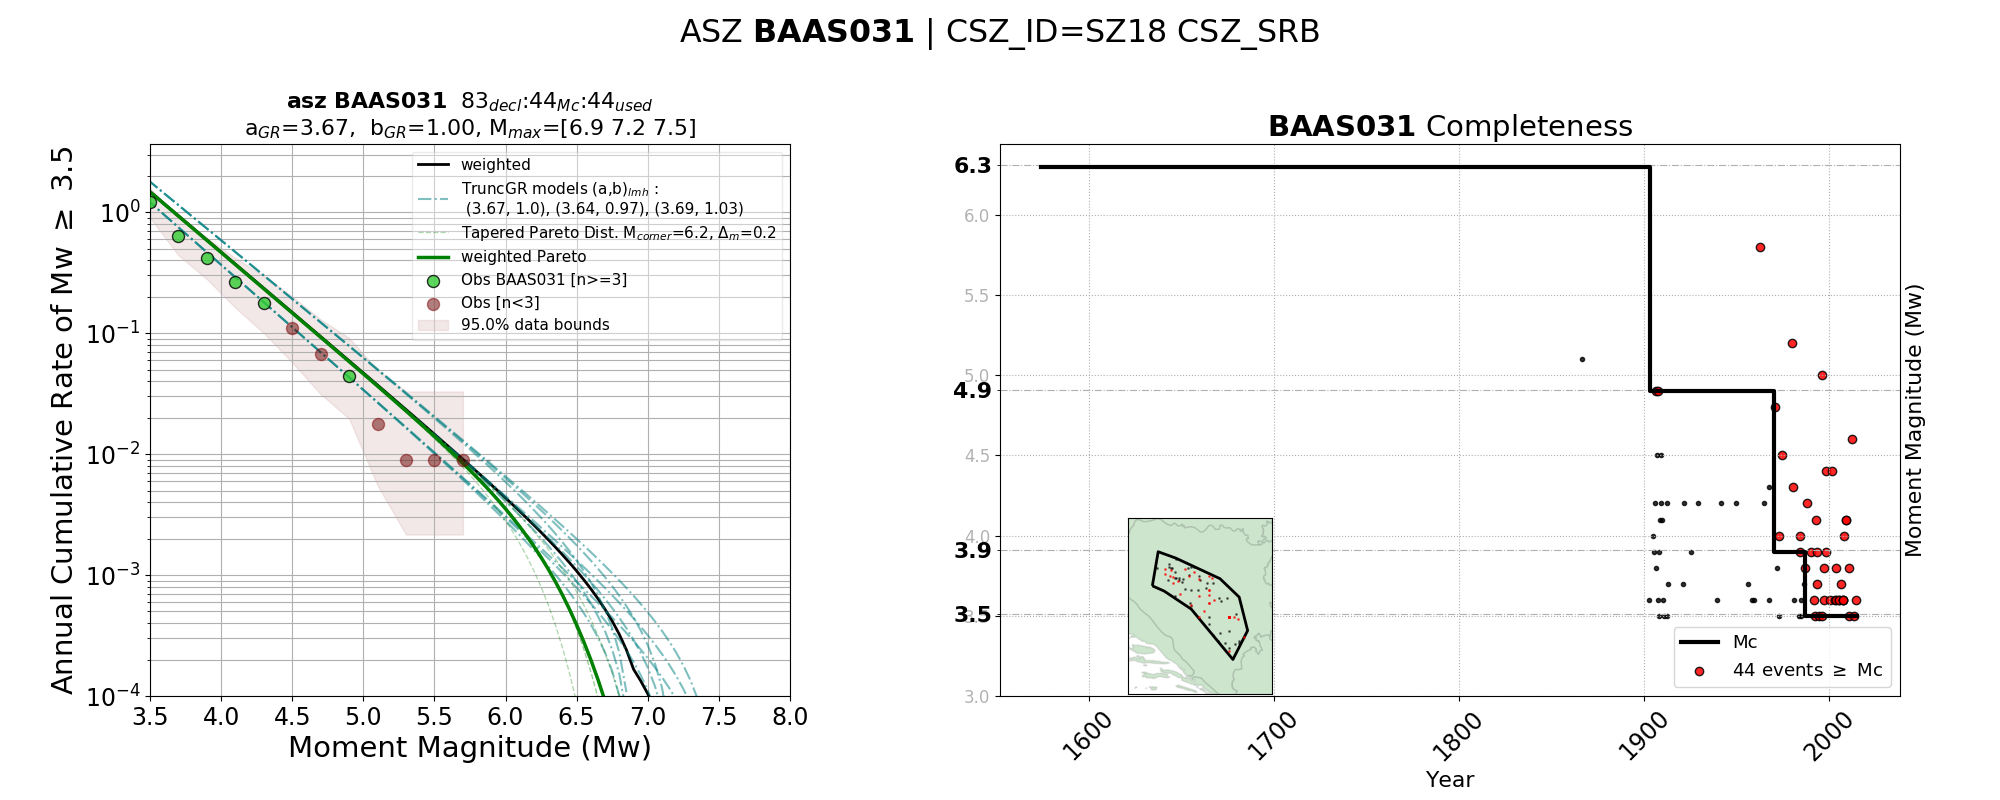 ASZ BAAS031 | CSZ_ID=SZ18 CSZ_SRB
asz BAAS031 83decl:44Mc:44used
aGR=3.67, bGR=1.00, Mmax=[6.9 7.2 7.5]
Annual Cumulative Rate of Mw ≥ 3.5
10^0
10^-1
10^-2
10^-3
10^-4
weighted
TruncGR models (a,b)lmh :
(3.67, 1.0), (3.64, 0.97), (3.69, 1.03)
Tapered Pareto Dist. Mcorner=6.2, Δm=0.2
weighted Pareto
Obs BAAS031 [n>=3]
Obs [n<3]
95.0% data bounds
3.5 4.0 4.5 5.0 5.5 6.0 6.5 7.0 7.5 8.0
Moment Magnitude (Mw)
BAAS031 Completeness
6.3
6.0
5.5
5.0
4.9
4.5
4.0
3.9
3.5
3.5
3.0
Mc
44 events ≥ Mc
1600 1700 1800 1900 2000
Year
Moment Magnitude (Mw)